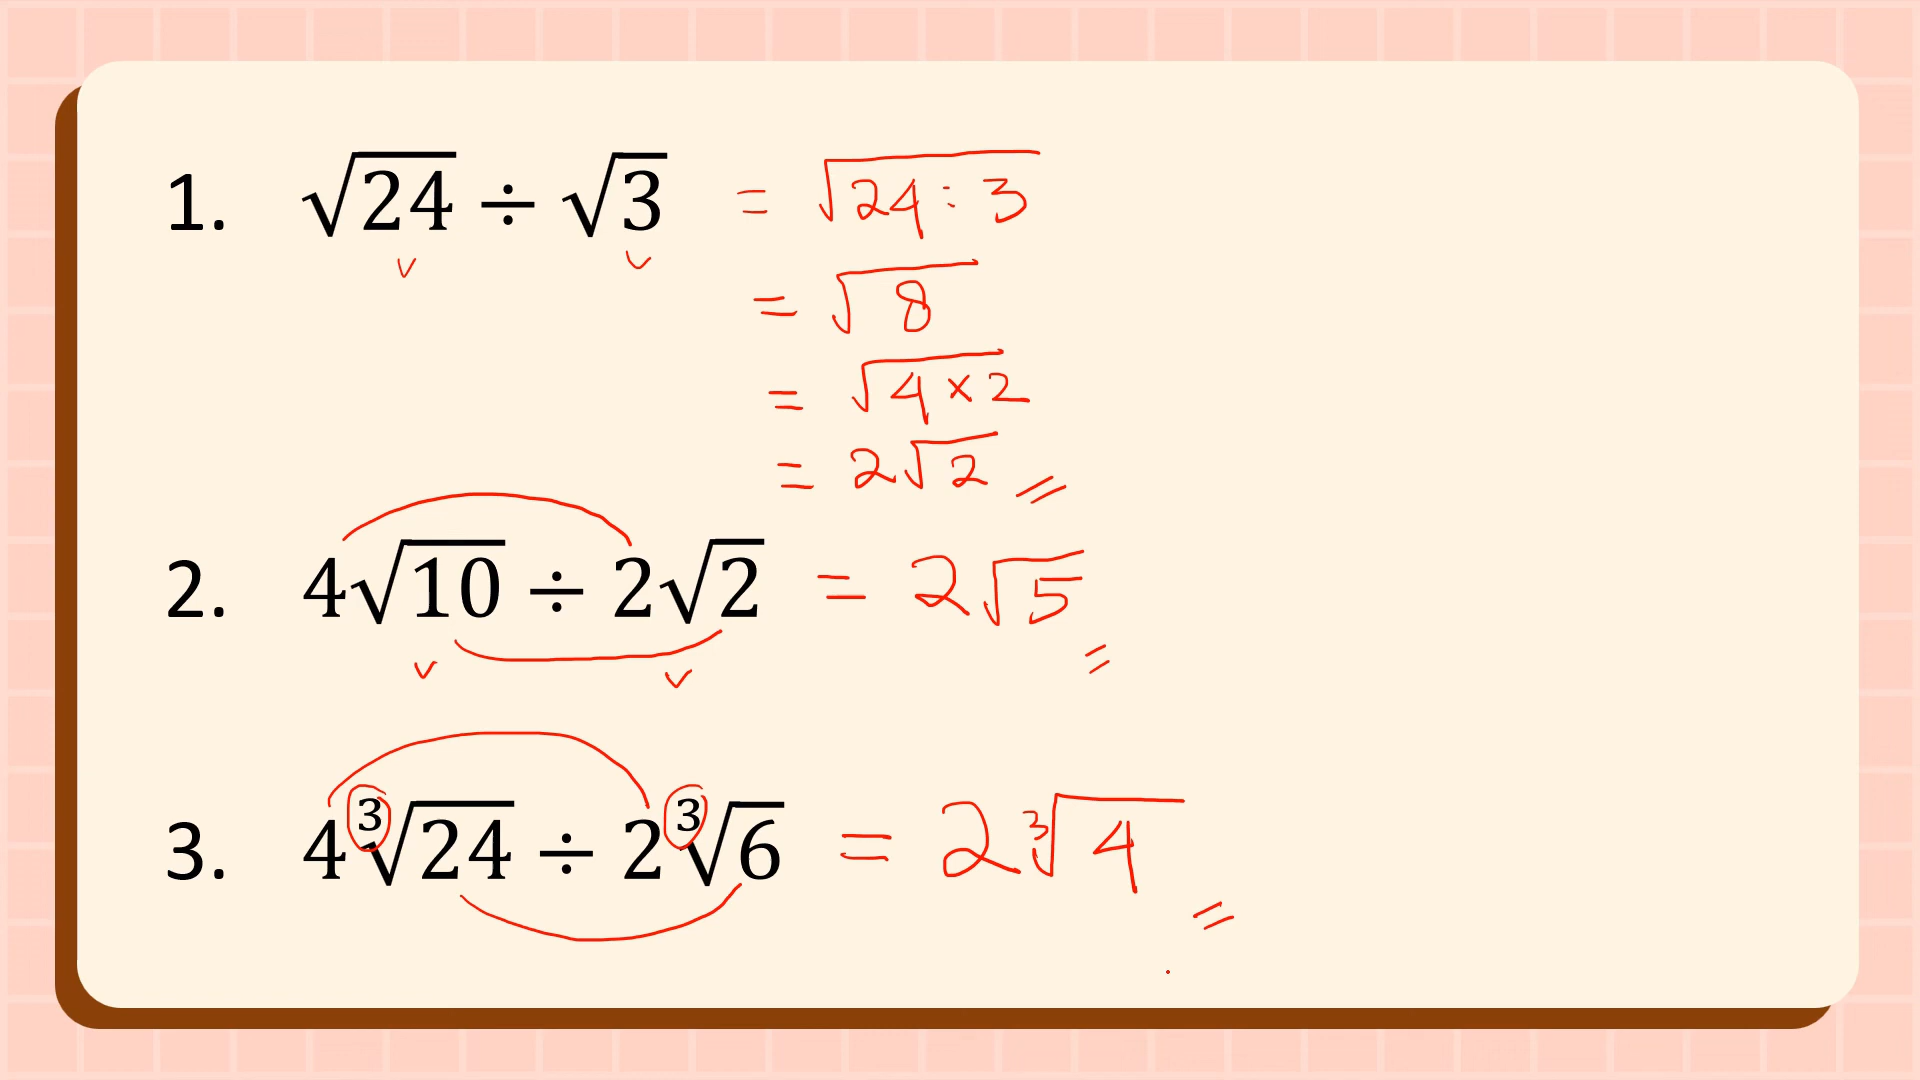 1. √24 ÷ √3 = √24 : 3
= √8
= √4 × 2
= 2√2
2. 4√10 ÷ 2√2 = 2√5
3. 4∛24 ÷ 2∛6 = 2∛4